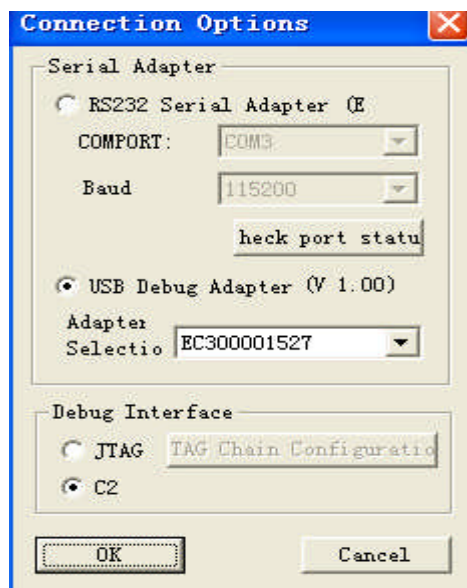 Connection Options
Serial Adapter
RS232 Serial Adapter (E
COMPORT: COM3
Baud 115200
heck port statu
USB Debug Adapter (V 1.00)
Adapter
Selectio EC300001527
Debug Interface
JTAG TAG Chain Configuratio
C2
OK Cancel